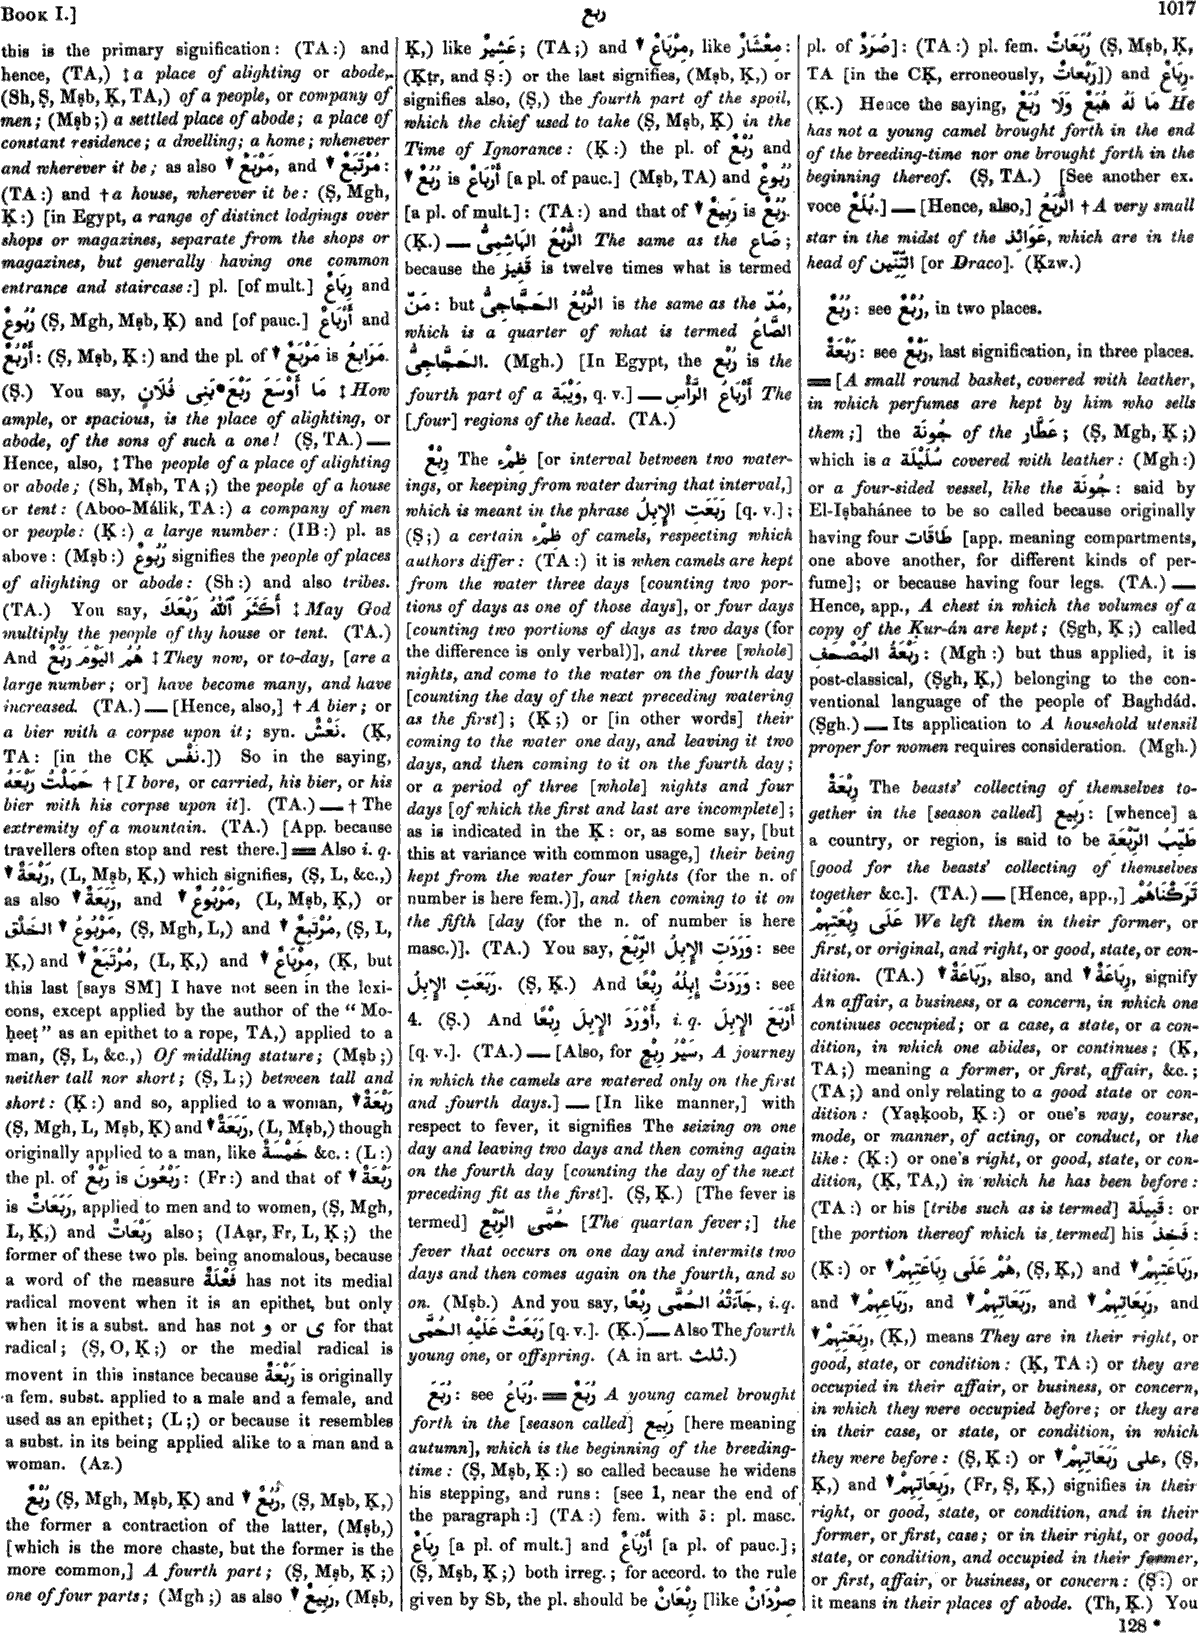 Book I.]
ربع
1017
this is the primary signification: (TA:) and
hence, (TA,) ‡ a place of alighting or abode,
(Sh, Ṣ, Mṣb, Ḳ, TA,) of a people, or company of
men; (Mṣb;) a settled place of abode; a place of
constant residence; a dwelling; a home; whenever
and wherever it be; as also ▼ مَرْبَعٌ, and ▼ مُرْتَبَعٌ:
(TA:) and † a house, wherever it be: (Ṣ, Mgh,
Ḳ:) [in Egypt, a range of distinct lodgings over
shops or magazines, separate from the shops or
magazines, but generally having one common
entrance and staircase:] pl. [of mult.] رِبَاعٌ and
رُبُوعٌ (Ṣ, Mgh, Mṣb, Ḳ) and [of pauc.] أَرْبَاعٌ and
أَرْبُعٌ: (Ṣ, Mṣb, Ḳ:) and the pl. of ▼ مَرْبَعٌ is مَرَابِعُ.
(Ṣ.) You say, مَا أَوْسَعَ رَبْعَ بَنِى فُلَانٍ ‡ How
ample, or spacious, is the place of alighting, or
abode, of the sons of such a one! (Ṣ, TA.) —
Hence, also, ‡ The people of a place of alighting
or abode; (Sh, Mṣb, TA;) the people of a house
or tent: (Aboo-Málik, TA:) a company of men
or people: (Ḳ:) a large number: (IB:) pl. as
above: (Mṣb:) رُبُوعٌ signifies the people of places
of alighting or abode: (Sh:) and also tribes.
(TA.) You say, أَكْثَرَ ٱللّٰهُ رَبْعَكَ ‡ May God
multiply the people of thy house or tent. (TA.)
And هُمُ اليَوْمَ رَبْعٌ ‡ They now, or to-day, [are a
large number; or] have become many, and have
increased. (TA.) — [Hence, also,] † A bier; or
a bier with a corpse upon it; syn. نَعْشٌ. (Ḳ,
TA: [in the CḲ نَفْس.]) So in the saying,
حَمَلْتُ رَبْعَهُ † [I bore, or carried, his bier, or his
bier with his corpse upon it]. (TA.) — † The
extremity of a mountain. (TA.) [App. because
travellers often stop and rest there.] = Also i. q.
▼ رَبْعَةٌ, (L, Mṣb, Ḳ,) which signifies, (Ṣ, L, &c.,)
as also ▼ رَبَعَةٌ, and ▼ مَرْبُوعٌ, (L, Mṣb, Ḳ,) or
مَرْبُوعُ ▼ الخَلْقِ, (Ṣ, Mgh, L,) and ▼ مُرْتَبِعٌ, (Ṣ, L,
Ḳ,) and ▼ مُرْتَبَعٌ, (L, Ḳ,) and ▼ مِرْبَاعٌ, (Ḳ, but
this last [says SM] I have not seen in the lexi-
cons, except applied by the author of the “Mo-
ḥeeṭ” as an epithet to a rope, TA,) applied to a
man, (Ṣ, L, &c.,) Of middling stature; (Mṣb;)
neither tall nor short; (Ṣ, L;) between tall and
short: (Ḳ:) and so, applied to a woman, ▼ رَبْعَةٌ
(Ṣ, Mgh, L, Mṣb, Ḳ) and ▼ رَبَعَةٌ, (L, Mṣb,) though
originally applied to a man, like خَمْسَةٌ &c.: (L:)
the pl. of رَبْعٌ is رَبْعُونَ: (Fr:) and that of ▼ رَبْعَةٌ
is رَبَعَاتٌ, applied to men and to women, (Ṣ, Mgh,
L, Ḳ,) and رَبْعَاتٌ also; (IAạr, Fr, L, Ḳ;) the
former of these two pls. being anomalous, because
a word of the measure فَعْلَةٌ has not its medial
radical movent when it is an epithet, but only
when it is a subst. and has not و or ى for that
radical; (Ṣ, O, Ḳ;) or the medial radical is
movent in this instance because رَبْعَةٌ is originally
a fem. subst. applied to a male and a female, and
used as an epithet; (L;) or because it resembles
a subst. in its being applied alike to a man and a
woman. (Az.)
رُبْعٌ (Ṣ, Mgh, Mṣb, Ḳ) and ▼ رُبُعٌ, (Ṣ, Mṣb, Ḳ,)
the former a contraction of the latter, (Mṣb,)
[which is the more chaste, but the former is the
more common,] A fourth part; (Ṣ, Mṣb, Ḳ;)
one of four parts; (Mgh;) as also ▼ رَبِيعٌ, (Mṣb,
Ḳ,) like عَشِيرٌ; (TA;) and ▼ مِرْبَاعٌ, like مِعْشَارٌ:
(Ḳṭr, and Ṣ:) or the last signifies, (Mṣb, Ḳ,) or
signifies also, (Ṣ,) the fourth part of the spoil,
which the chief used to take (Ṣ, Mṣb, Ḳ) in the
Time of Ignorance: (Ḳ:) the pl. of رُبْعٌ and
▼ رُبُعٌ is أَرْبَاعٌ [a pl. of pauc.] (Mṣb, TA) and رُبُوعٌ
[a pl. of mult.]: (TA:) and that of ▼ رَبِيعٌ is رُبُعٌ.
(Ḳ.) — الرُّبْعُ الهَاشِمِىُّ The same as the صَاع;
because the قَفِيز is twelve times what is termed
مَنّ: but الرُّبْعُ الحَجَّاجِىُّ is the same as the مُدّ,
which is a quarter of what is termed الصَّاعُ
الحَجَّاجِىُّ. (Mgh.) [In Egypt, the رُبْع is the
fourth part of a وَيْبَة, q. v.] — أَرْبَاعُ الرَّأْسِ The
[four] regions of the head. (TA.)
رِبْعٌ The ظِمْء [or interval between two water-
ings, or keeping from water during that interval,]
which is meant in the phrase رَبَعَتِ الإِبِلُ [q. v.];
(Ṣ;) a certain ظِمْء of camels, respecting which
authors differ: (TA:) it is when camels are kept
from the water three days [counting two por-
tions of days as one of those days], or four days
[counting two portions of days as two days (for
the difference is only verbal)], and three [whole]
nights, and come to the water on the fourth day
[counting the day of the next preceding watering
as the first]; (Ḳ;) or [in other words] their
coming to the water one day, and leaving it two
days, and then coming to it on the fourth day;
or a period of three [whole] nights and four
days [of which the first and last are incomplete];
as is indicated in the Ḳ: or, as some say, [but
this at variance with common usage,] their being
kept from the water four [nights (for the n. of
number is here fem.)], and then coming to it on
the fifth [day (for the n. of number is here
masc.)]. (TA.) You say, وَرَدَتِ الإِبِلُ الرِّبْعَ: see
رَبَعَتِ الإِبِلُ. (Ṣ, Ḳ.) And وَرَدَتْ إِبِلُهُ رِبْعًا: see
4. (Ṣ.) And أَوْرَدَ الإِبِلَ رِبْعًا, i. q. أَرْبَعَ الإِبِلَ
[q. v.]. (TA.) — [Also, for سَيْرُ رِبْعٍ, A journey
in which the camels are watered only on the first
and fourth days.] — [In like manner,] with
respect to fever, it signifies The seizing on one
day and leaving two days and then coming again
on the fourth day [counting the day of the next
preceding fit as the first]. (Ṣ, Ḳ.) [The fever is
termed] حُمَّى الرِّبْعِ [The quartan fever;] the
fever that occurs on one day and intermits two
days and then comes again on the fourth, and so
on. (Mṣb.) And you say, جَآءَتْهُ الحُمَّى رِبْعًا, i. q.
رَبَعَتْ عَلَيْهِ الحُمَّى [q. v.]. (Ḳ.) — Also The fourth
young one, or offspring. (A in art. ثلث.)
رُبَعَ: see رُبَاعُ. = رُبَعٌ A young camel brought
forth in the [season called] رَبِيع [here meaning
autumn], which is the beginning of the breeding-
time: (Ṣ, Mṣb, Ḳ:) so called because he widens
his stepping, and runs: [see 1, near the end of
the paragraph:] (TA:) fem. with ة: pl. masc.
رِبَاعٌ [a pl. of mult.] and أَرْبَاعٌ [a pl. of pauc.];
(Ṣ, Mṣb, Ḳ;) both irreg.; for accord. to the rule
given by Sb, the pl. should be رِبْعَانٌ [like صِرْدَانٌ
pl. of صُرَدٌ]: (TA:) pl. fem. رُبَعَاتٌ (Ṣ, Mṣb, Ḳ,
TA [in the CḲ, erroneously, رُبْعات]) and رِبَاعٌ.
(Ḳ.) Hence the saying, مَا لَهُ هُبَعٌ وَلَا رُبَعٌ He
has not a young camel brought forth in the end
of the breeding-time nor one brought forth in the
beginning thereof. (Ṣ, TA.) [See another ex.
voce بُلَعٌ.] — [Hence, also,] الرُّبَعُ † A very small
star in the midst of the عَوَائِذ, which are in the
head of التِّنِّين [or Draco]. (Ḳzw.)
رُبُعٌ: see رُبْعٌ, in two places.
رَبْعَةٌ: see رَبْعٌ, last signification, in three places.
= [A small round basket, covered with leather,
in which perfumes are kept by him who sells
them;] the جُونَة of the عَطَّار; (Ṣ, Mgh, Ḳ;)
which is a سُلَيْلَة covered with leather: (Mgh:)
or a four-sided vessel, like the جُونَة: said by
El-Iṣbahánee to be so called because originally
having four طَاقَات [app. meaning compartments,
one above another, for different kinds of per-
fume]; or because having four legs. (TA.) —
Hence, app., A chest in which the volumes of a
copy of the Ḳur-án are kept; (Ṣgh, Ḳ;) called
رَبْعَةُ المُصْحَفِ: (Mgh:) but thus applied, it is
post-classical, (Ṣgh, Ḳ,) belonging to the con-
ventional language of the people of Baghdád.
(Ṣgh.) — Its application to A household utensil
proper for women requires consideration. (Mgh.)
رِبْعَةٌ The beasts' collecting of themselves to-
gether in the [season called] رَبِيع: [whence] a
a country, or region, is said to be طَيِّبُ الرِّبْعَةِ
[good for the beasts' collecting of themselves
together &c.]. (TA.) — [Hence, app.,] تَرَكْنَاهُمْ
عَلَى رِبْعَتِهِمْ We left them in their former, or
first, or original, and right, or good, state, or con-
dition. (TA.) ▼ رِبَاعَةٌ, also, and ▼ رَبَاعَةٌ, signify
An affair, a business, or a concern, in which one
continues occupied; or a case, a state, or a con-
dition, in which one abides, or continues; (Ḳ,
TA;) meaning a former, or first, affair, &c.;
(TA;) and only relating to a good state or con-
dition: (Yaạḳoob, Ḳ:) or one's way, course,
mode, or manner, of acting, or conduct, or the
like: (Ḳ:) or one's right, or good, state, or con-
dition, (Ḳ, TA,) in which he has been before:
(TA:) or his [tribe such as is termed] قَبِيلَة: or
[the portion thereof which is termed] his فَخِذ:
(Ḳ:) or هُمْ عَلَى رِبَاعَتِهِمْ ▼, (Ṣ, Ḳ,) and ▼ رَبَاعَتِهِمْ,
and ▼ رَبَاعِهِمْ, and ▼ رَبَعَاتِهِمْ, and ▼ رَبِعَاتِهِمْ, and
▼ رَبِعَتِهِمْ, (Ḳ,) means They are in their right, or
good, state, or condition: (Ḳ, TA:) or they are
occupied in their affair, or business, or concern,
in which they were occupied before; or they are
in their case, or state, or condition, in which
they were before: (Ṣ, Ḳ:) or على رَبَعَاتِهِمْ ▼, (Ṣ,
Ḳ,) and ▼ رَبِعَاتِهِمْ, (Fr, Ṣ, Ḳ,) signifies in their
right, or good, state, or condition, and in their
former, or first, case; or in their right, or good,
state, or condition, and occupied in their former,
or first, affair, or business, or concern: (Ṣ:) or
it means in their places of abode. (Th, Ḳ.) You
128 *